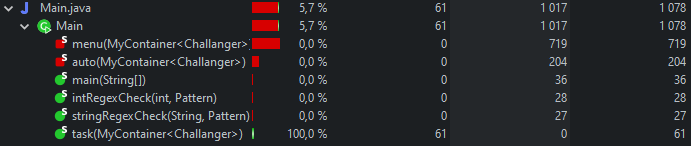 Main.java 5,7 % 61 1 017 1 078
Main 5,7 % 61 1 017 1 078
menu(MyContainer<Challanger>) 0,0 % 0 719 719
auto(MyContainer<Challanger>) 0,0 % 0 204 204
main(String[]) 0,0 % 0 36 36
intRegexCheck(int, Pattern) 0,0 % 0 28 28
stringRegexCheck(String, Pattern) 0,0 % 0 27 27
task(MyContainer<Challanger>) 100,0 % 61 0 61